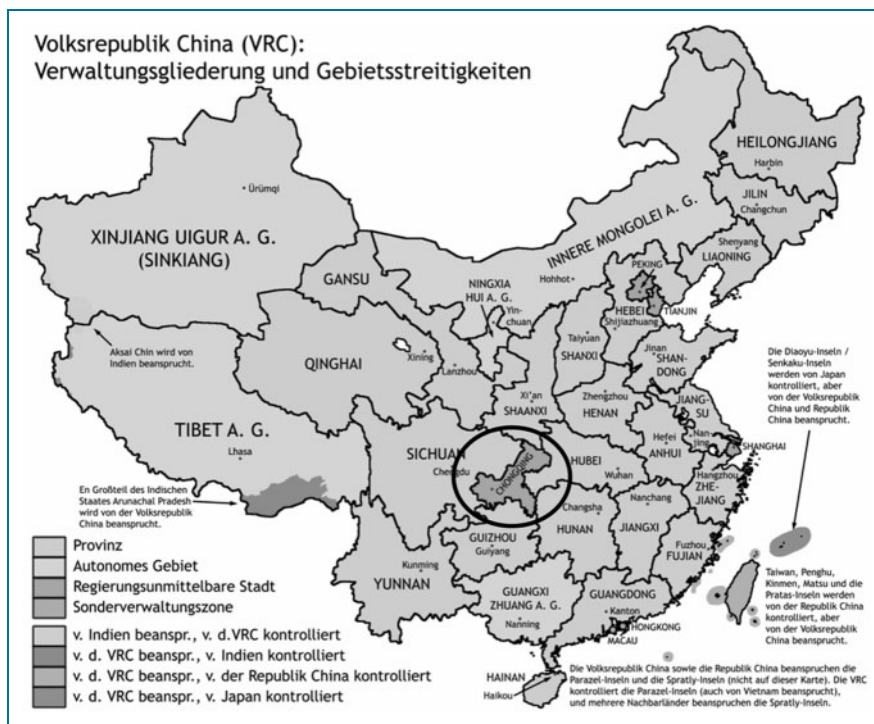 Volksrepublik China (VRC):
Verwaltungsgliederung und Gebietsstreitigkeiten
HEILONGJIANG
Harbin
JILIN
Changchun
Ürümqi
XINJIANG UIGUR A. G.
(SINKIANG)
INNERE MONGOLEI A. G.
Shenyang
LIAONING
GANSU
Hohhot
PEKING
NINGXIA
HUI A. G.
Yin-
chuan
HEBEI
TIANJIN
Shijiazhuang
Taiyuan
SHANXI
Jinan
SHAN-
DONG
Aksai Chin wird von
Indien beansprucht.
QINGHAI
Xining
Lanzhou
Die Diaoyu-Inseln /
Senkaku-Inseln
werden von Japan
kontrolliert, aber
von der Volksrepublik
China und Republik
China beansprucht.
Xi'an
SHAANXI
Zhengzhou
HENAN
JIANG-
SU
TIBET A. G.
Lhasa
SICHUAN
Chengdu
CHONGQING
HUBEI
Wuhan
Hefei
ANHUI
Nan-
jing
SHANGHAI
Hangzhou
ZHE-
JIANG
En Großteil des Indischen
Staates Arunachal Pradesh
wird von der Volksrepublik
China beansprucht.
Changsha
HUNAN
Nanchang
JIANGXI
GUIZHOU
Guiyang
Fuzhou
FUJIAN
Kunming
YUNNAN
GUANGXI
ZHUANG A. G.
Nanning
GUANGDONG
Kanton
HONGKONG
MACAU
Taiwan, Penghu,
Kinmen, Matsu und die
Pratas-Inseln werden
von der Republik China
kontrolliert, aber
von der Volksrepublik
China beansprucht.
HAINAN
Haikou
Die Volksrepublik China sowie die Republik China beanspruchen die
Parazel-Inseln und die Spratly-Inseln (nicht auf dieser Karte). Die VRC
kontrolliert die Parazel-Inseln (auch von Vietnam beansprucht),
und mehrere Nachbarländer beanspruchen die Spratly-Inseln.
Provinz
Autonomes Gebiet
Regierungsunmittelbare Stadt
Sonderverwaltungszone
v. Indien beanspr., v. d.VRC kontrolliert
v. d. VRC beanspr., v. Indien kontrolliert
v. d. VRC beanspr., v. der Republik China kontrolliert
v. d. VRC beanspr., v. Japan kontrolliert